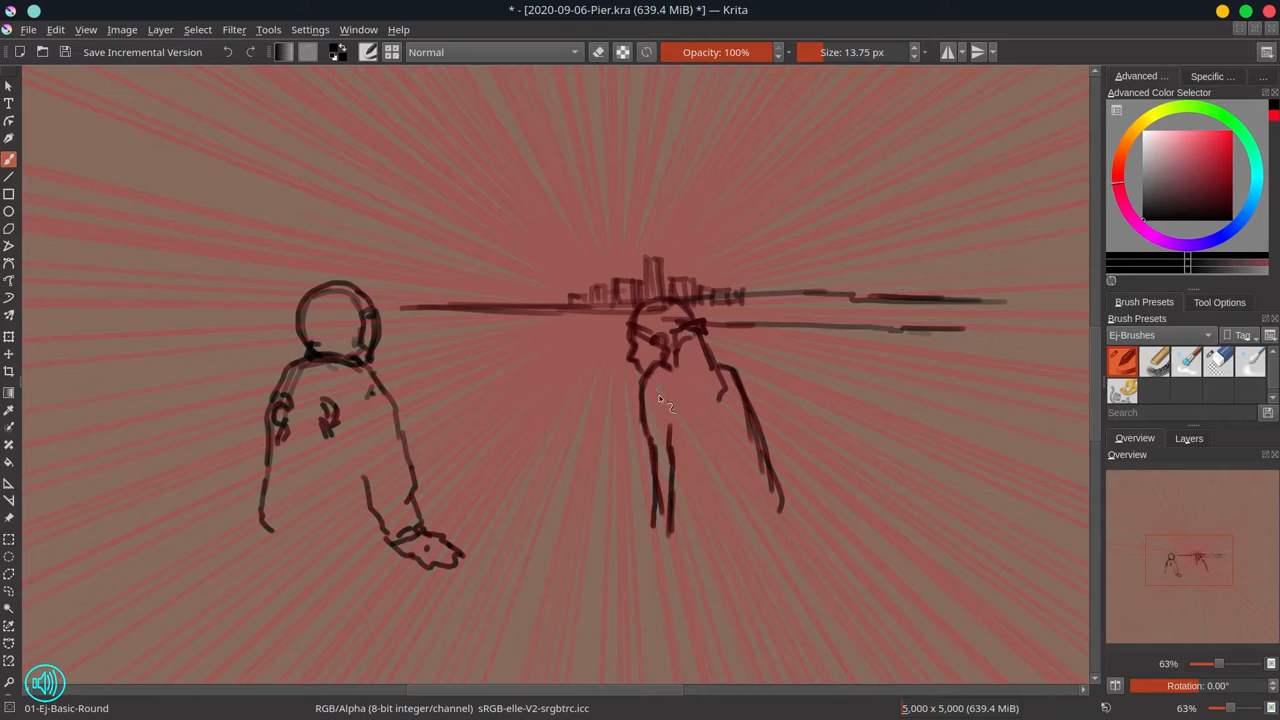 * - [2020-09-06-Pier.kra (639.4 MiB) *] — Krita
File Edit View Image Layer Select Filter Tools Settings Window Help
Save Incremental Version Normal Opacity: 100% Size: 13.75 px
Advanced ... Specific ... ...
Advanced Color Selector
Brush Presets Tool Options
Brush Presets
Ej-Brushes Tag
Search
Overview Layers
Overview
63%
Rotation: 0.00°
01-Ej-Basic-Round RGB/Alpha (8-bit integer/channel) sRGB-elle-V2-srgbtrc.icc 5,000 x 5,000 (639.4 MiB) 63%